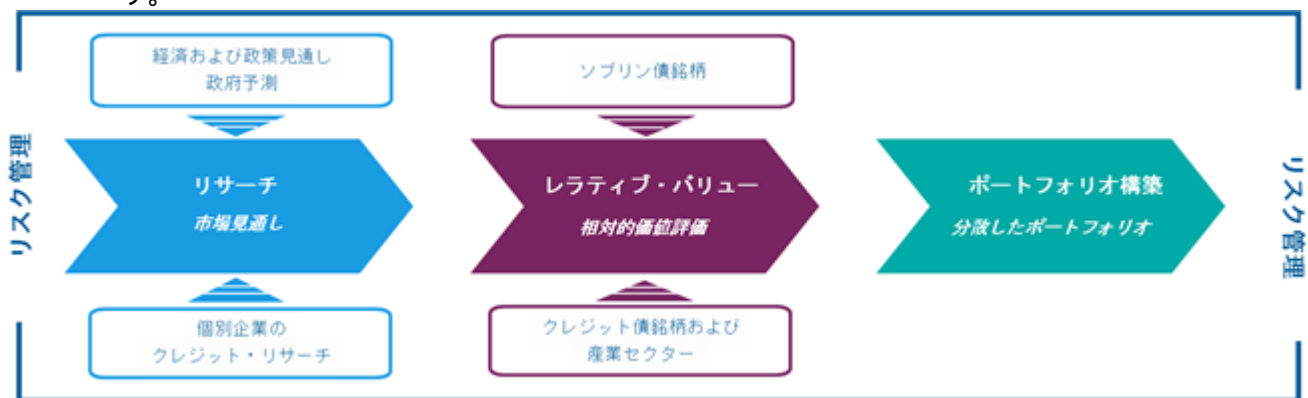 す。
経済および政策見通し
政府予測
ソブリン債銘柄
リスク管理
リサーチ
市場見通し
レラティブ・バリュー
相対的価値評価
ポートフォリオ構築
分散したポートフォリオ
リスク管理
個別企業の
クレジット・リサーチ
クレジット債銘柄および
産業セクター